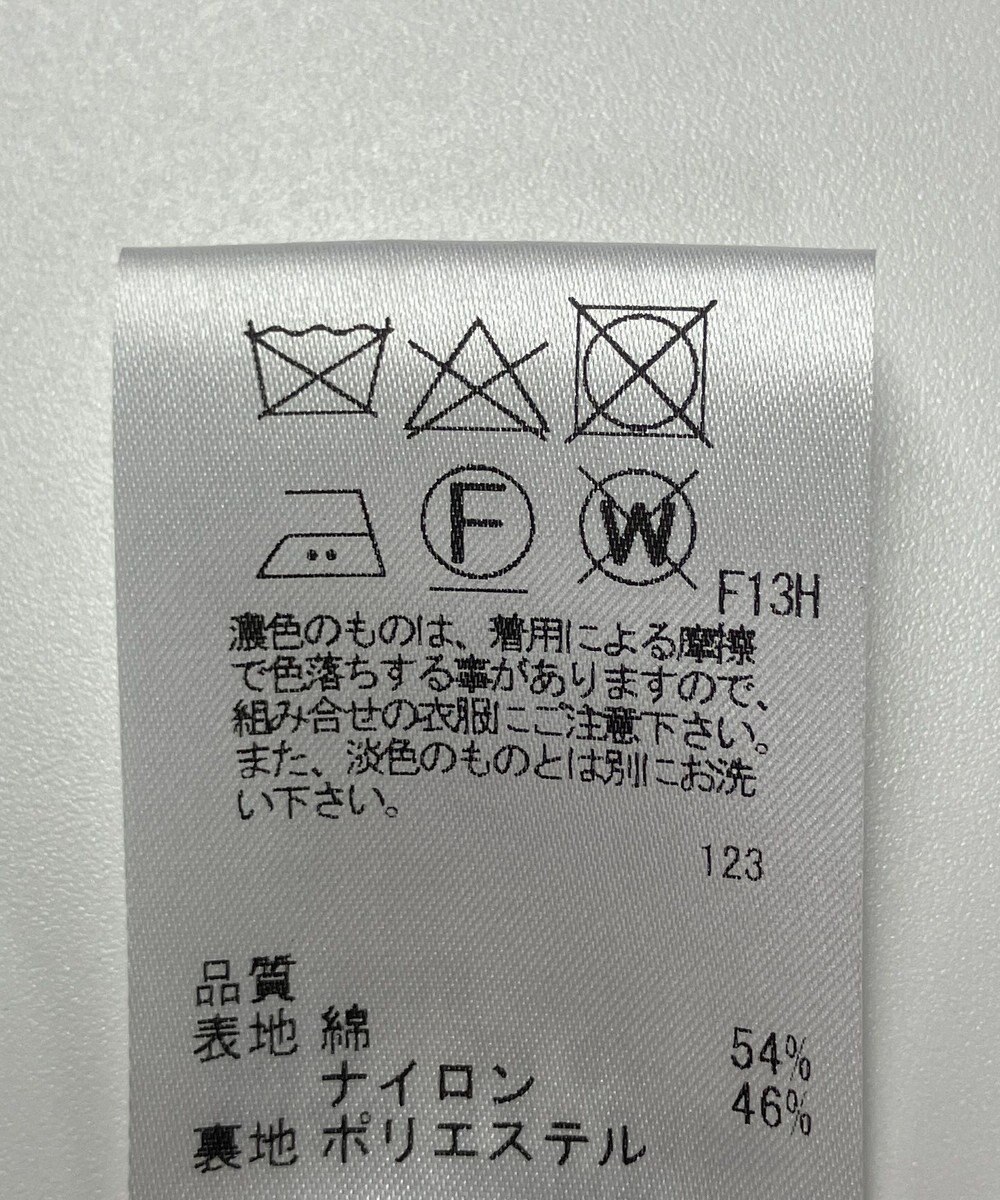 F
W
F13H
濃色のものは、着用による摩擦
で色落ちする事がありますので、
組み合せの衣服にご注意下さい。
また、淡色のものとは別にお洗
い下さい。
123
品質
表地 綿 54%
ナイロン 46%
裏地 ポリエステル